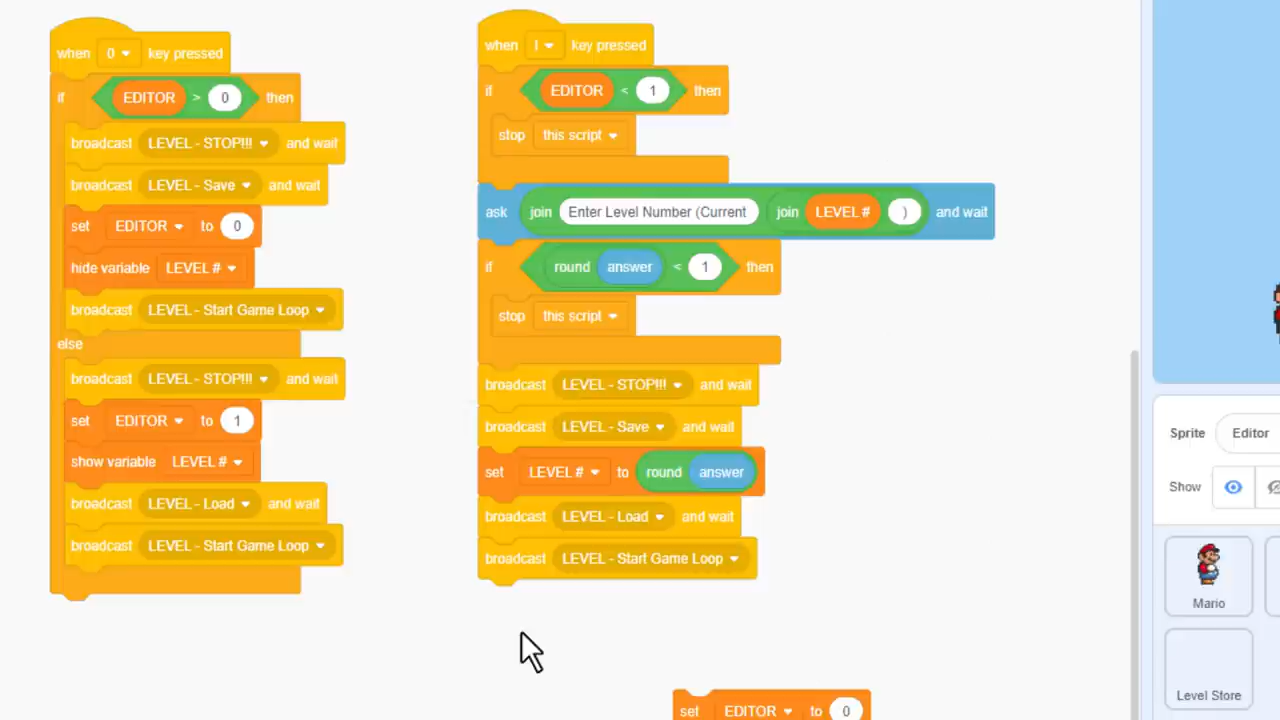 when 0 key pressed
if EDITOR > 0 then
broadcast LEVEL - STOP!!! and wait
broadcast LEVEL - Save and wait
set EDITOR to 0
hide variable LEVEL #
broadcast LEVEL - Start Game Loop
else
broadcast LEVEL - STOP!!! and wait
set EDITOR to 1
show variable LEVEL #
broadcast LEVEL - Load and wait
broadcast LEVEL - Start Game Loop
when l key pressed
if EDITOR < 1 then
stop this script
ask join Enter Level Number (Current join LEVEL # ) and wait
if round answer < 1 then
stop this script
broadcast LEVEL - STOP!!! and wait
broadcast LEVEL - Save and wait
set LEVEL # to round answer
broadcast LEVEL - Load and wait
broadcast LEVEL - Start Game Loop
set EDITOR to 0
Sprite Editor
Show
Mario
Level Store